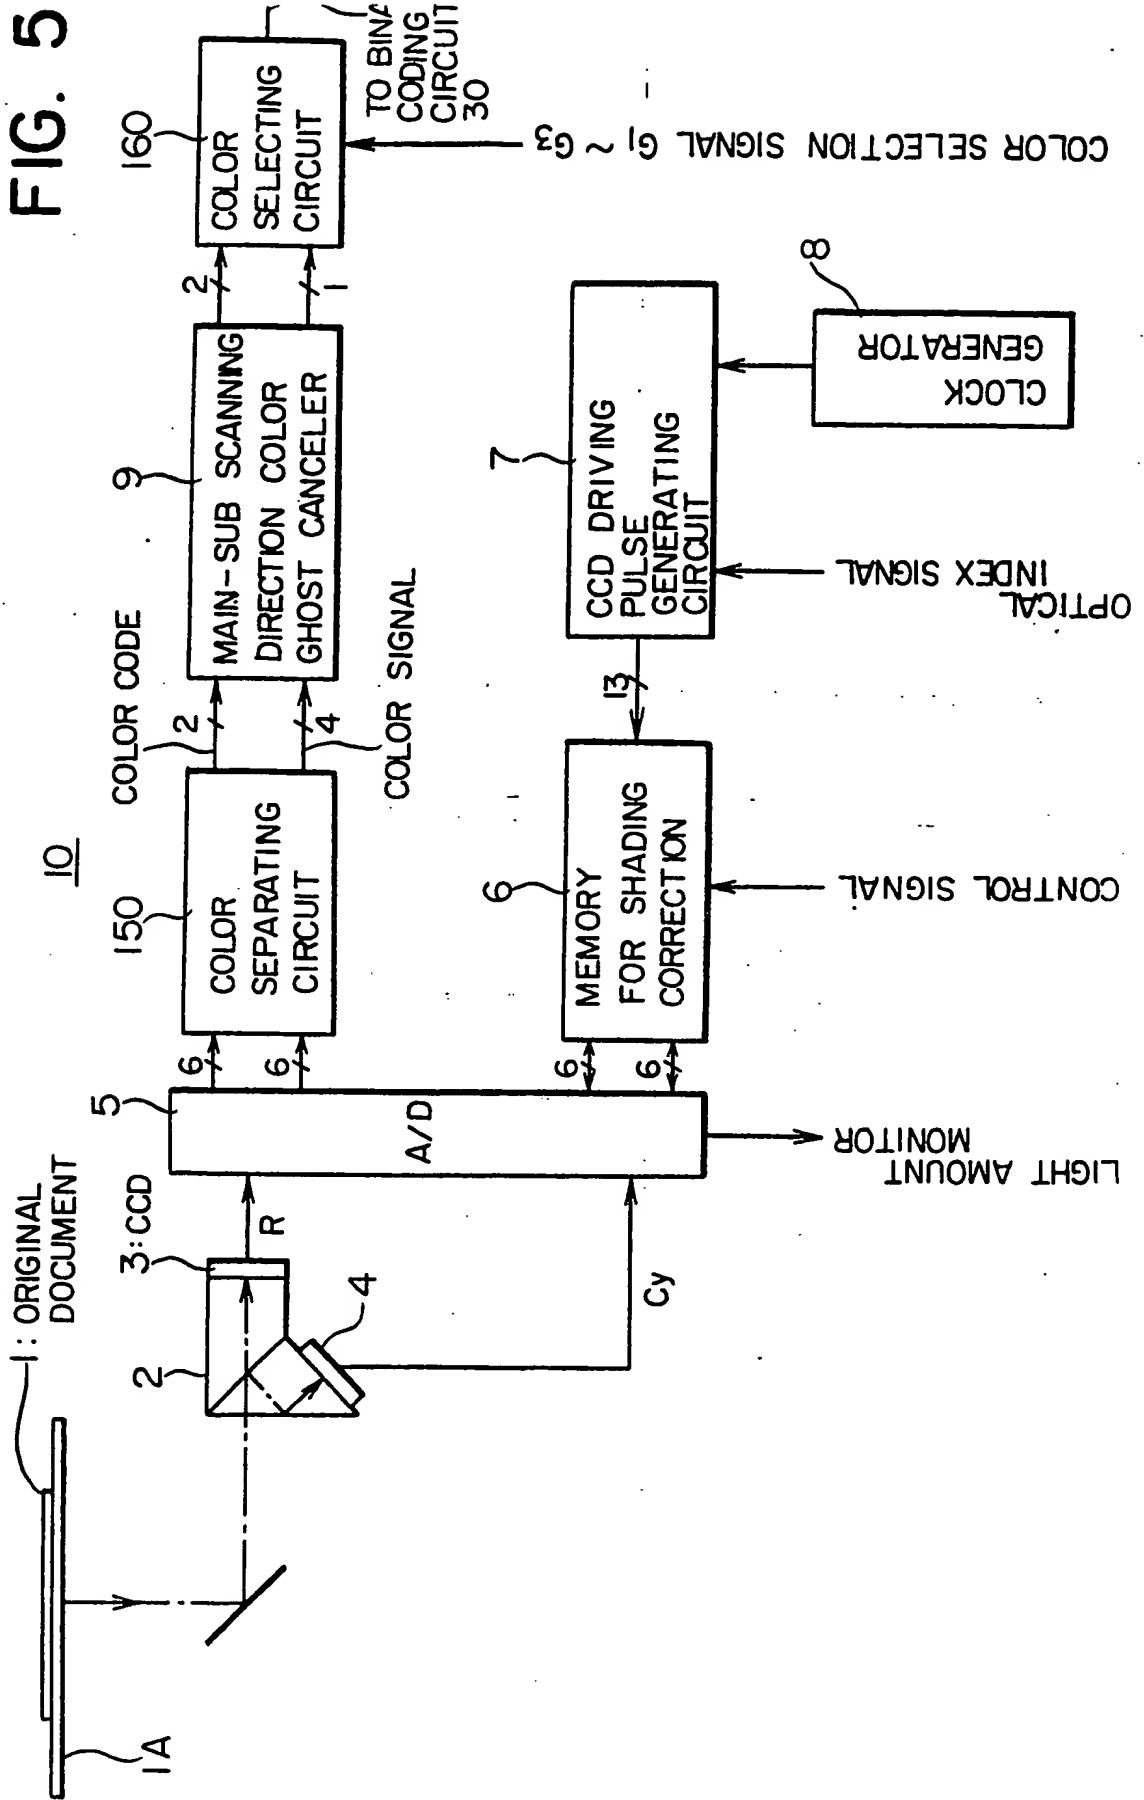 FIG. 5
10
1: ORIGINAL
DOCUMENT
1A
2
3: CCD
4
R
Cy
5
A/D
6
6
6
6
150
COLOR
SEPARATING
CIRCUIT
COLOR CODE
2
4
COLOR SIGNAL
9
MAIN-SUB SCANNING
DIRECTION COLOR
GHOST CANCELER
2
1
160
COLOR
SELECTING
CIRCUIT
TO BINA
CODING
CIRCUIT
30
COLOR SELECTION SIGNAL G1 ~ G3
6
MEMORY
FOR SHADING
CORRECTION
13
7
CCD DRIVING
PULSE
GENERATING
CIRCUIT
8
CLOCK
GENERATOR
LIGHT AMOUNT
MONITOR
CONTROL SIGNAL
OPTICAL
INDEX SIGNAL